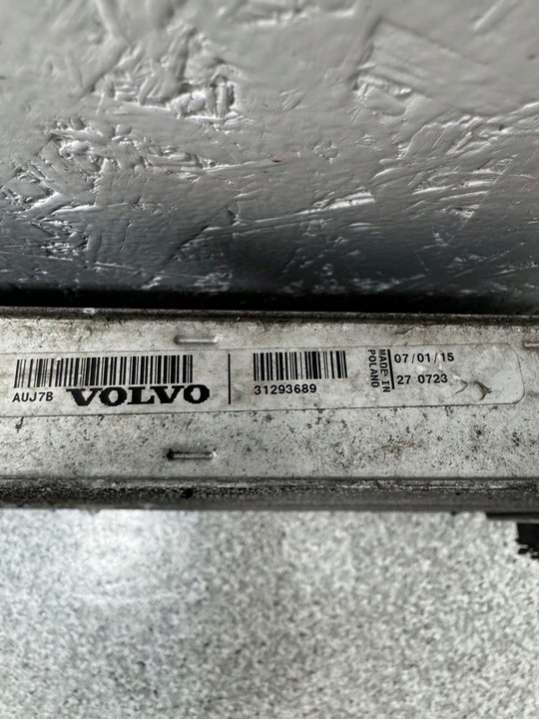 AUJ7B VOLVO
31293689
MADE IN
POLAND
07/01/15
27 0723